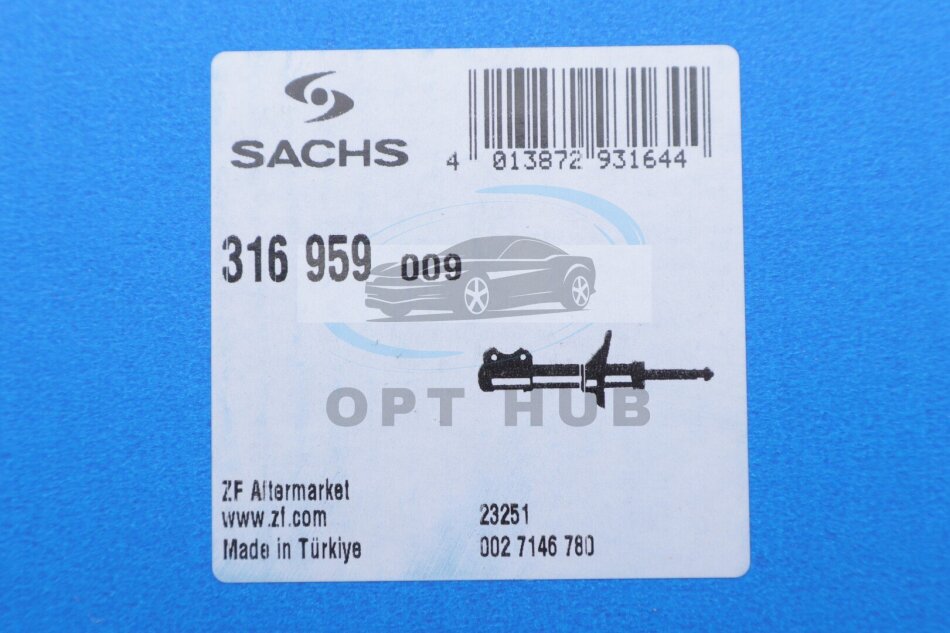 SACHS
4 013872 931644
316 959 009
OPT HUB
ZF Aftermarket
www.zf.com
Made in Türkiye
23251
002 7146 780